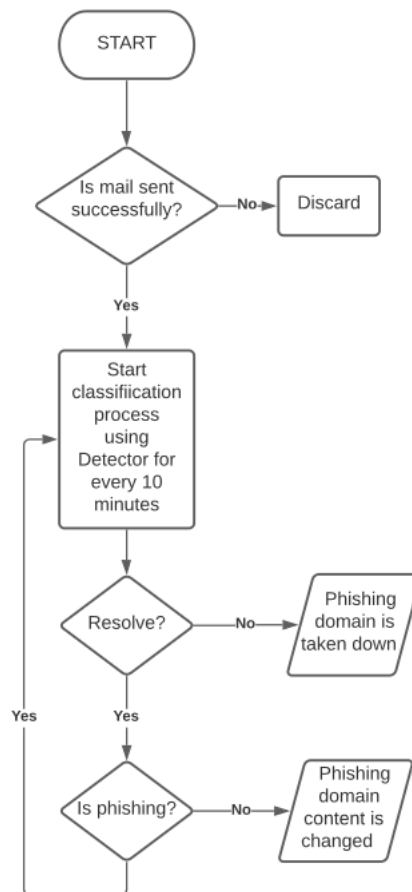 START
Is mail sent
successfully?
No
Discard
Yes
Start
classifiication
process
using
Detector for
every 10
minutes
Resolve?
No
Phishing
domain is
taken down
Yes
Yes
Is phishing?
No
Phishing
domain
content is
changed